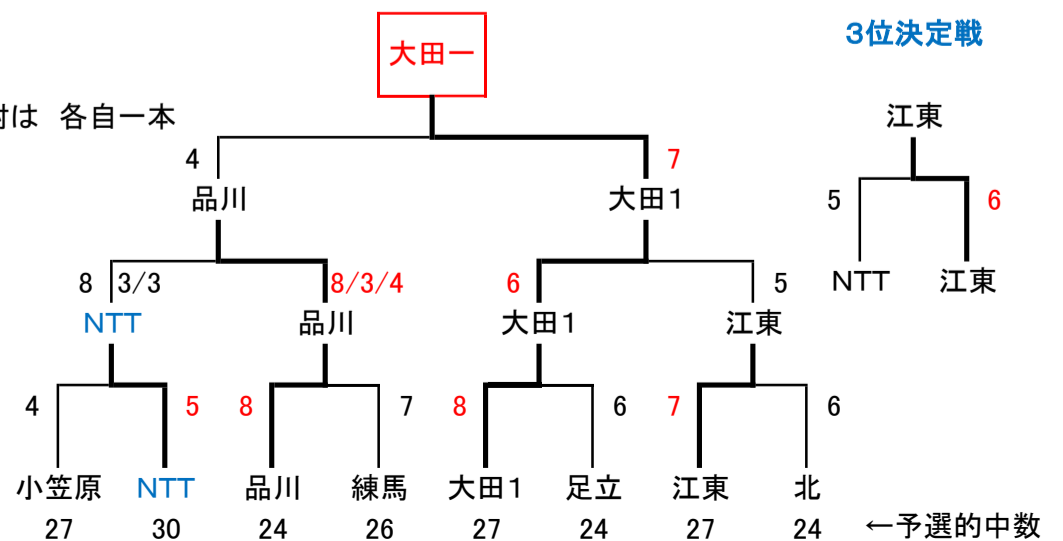 ３位決定戦
大田一
射は 各自一本
江東
4 7
品川 大田１
5 6
ＮＴＴ 江東
8 3/3 8/3/4 6 5
ＮＴＴ 品川 大田１ 江東
4 5 8 7 8 6 7 6
小笠原 ＮＴＴ 品川 練馬 大田１ 足立 江東 北
27 30 24 26 27 24 27 24 ←予選的中数